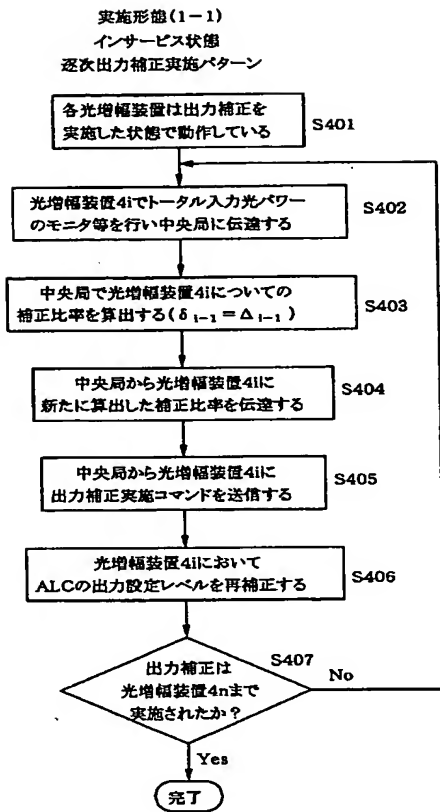 実施形態(1-1)
インサービス状態
逐次出力補正実施パターン
各光増幅装置は出力補正を
実施した状態で動作している
S401
光増幅装置4iでトータル入力光パワー
のモニタ等を行い中央局に伝達する
S402
中央局で光増幅装置4iについての
補正比率を算出する(δi-1=Δi-1)
S403
中央局から光増幅装置4iに
新たに算出した補正比率を伝達する
S404
中央局から光増幅装置4iに
出力補正実施コマンドを送信する
S405
光増幅装置4iにおいて
ALCの出力設定レベルを再補正する
S406
出力補正は
光増幅装置4nまで
実施されたか?
S407
No
Yes
完了